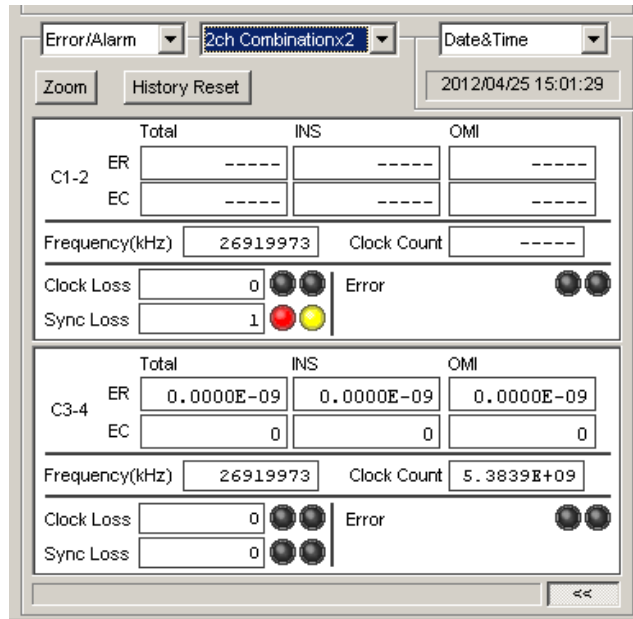 Error/Alarm 2ch Combinationx2 Date&Time
Zoom History Reset 2012/04/25 15:01:29
Total INS OMI
C1-2
ER ----- ----- -----
EC ----- ----- -----
Frequency(kHz) 26919973 Clock Count -----
Clock Loss 0 Error
Sync Loss 1
Total INS OMI
C3-4
ER 0.0000E-09 0.0000E-09 0.0000E-09
EC 0 0 0
Frequency(kHz) 26919973 Clock Count 5.3839E+09
Clock Loss 0 Error
Sync Loss 0
<<